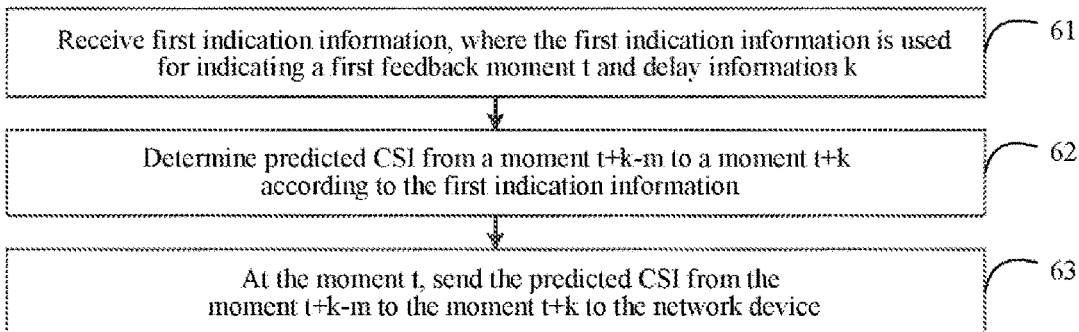 Receive first indication information, where the first indication information is used
for indicating a first feedback moment t and delay information k
61
Determine predicted CSI from a moment t+k-m to a moment t+k
according to the first indication information
62
At the moment t, send the predicted CSI from the
moment t+k-m to the moment t+k to the network device
63